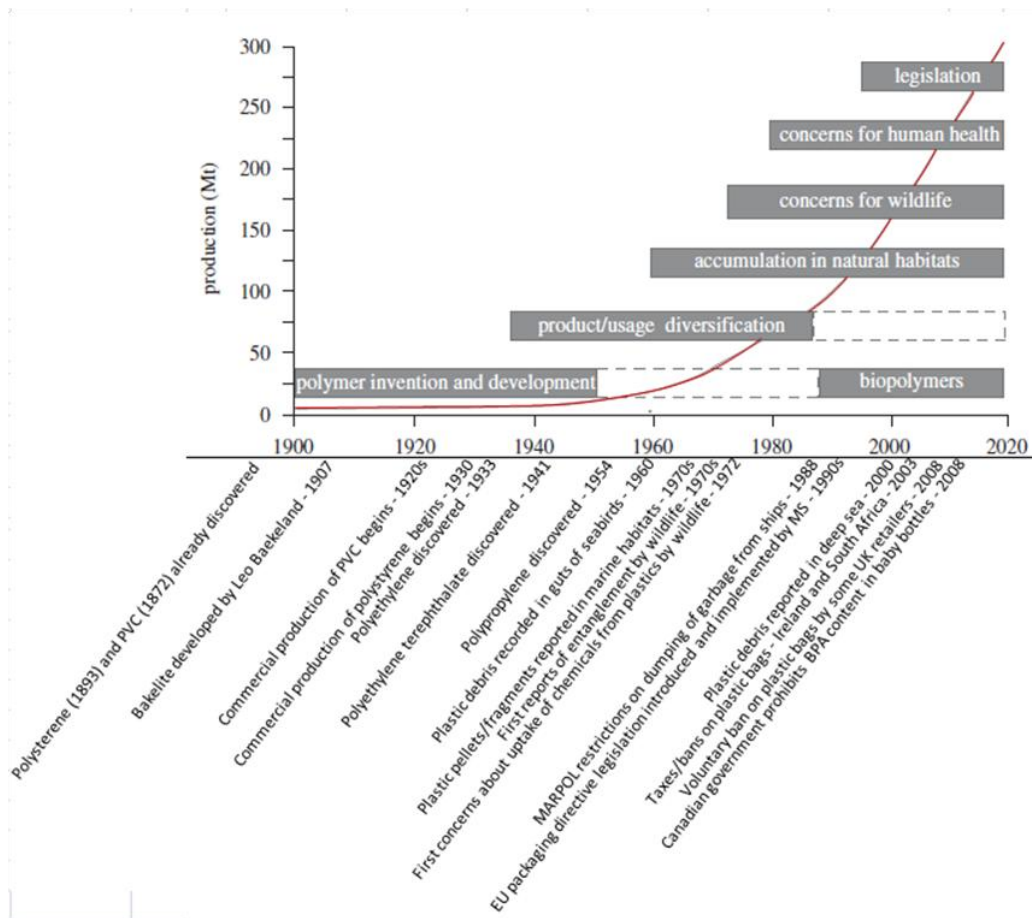 300
legislation
250
concerns for human health
200
concerns for wildlife
production (Mt)
150
accumulation in natural habitats
100
product/usage diversification
50
polymer invention and development
biopolymers
0
1900 1920 1940 1960 1980 2000 2020
Polysterene (1893) and PVC (1872) already discovered
Bakelite developed by Leo Baekeland - 1907
Commercial production of PVC begins - 1920s
Commercial production of polystyrene begins - 1930
Polyethylene discovered - 1933
Polyethylene terephthalate discovered - 1941
Polypropylene discovered - 1954
Plastic debris recorded in guts of seabirds - 1960
Plastic pellets/fragments reported in marine habitats - 1970s
First reports of entanglement by wildlife - 1970s
First concerns about uptake of chemicals from plastics by wildlife - 1972
MARPOL restrictions on dumping of garbage from ships - 1988
EU packaging directive legislation introduced and implemented by MS - 1990s
Plastic debris reported in deep sea - 2000
Taxes/bans on plastic bags - Ireland and South Africa - 2003
Voluntary ban on plastic bags by some UK retailers - 2008
Canadian government prohibits BPA content in baby bottles - 2008